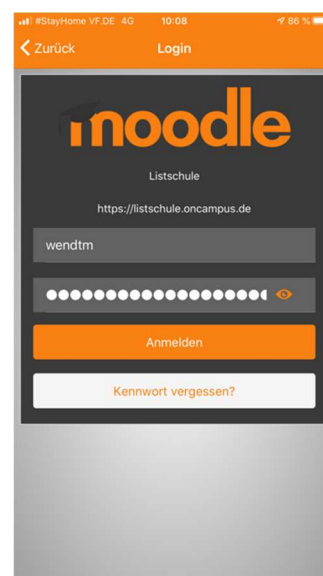 #StayHome VF.DE 4G 10:08 86 %
Zurück Login
moodle
Listschule
https://listschule.oncampus.de
wendtm
●●●●●●●●●●●●●●●●●●●
Anmelden
Kennwort vergessen?